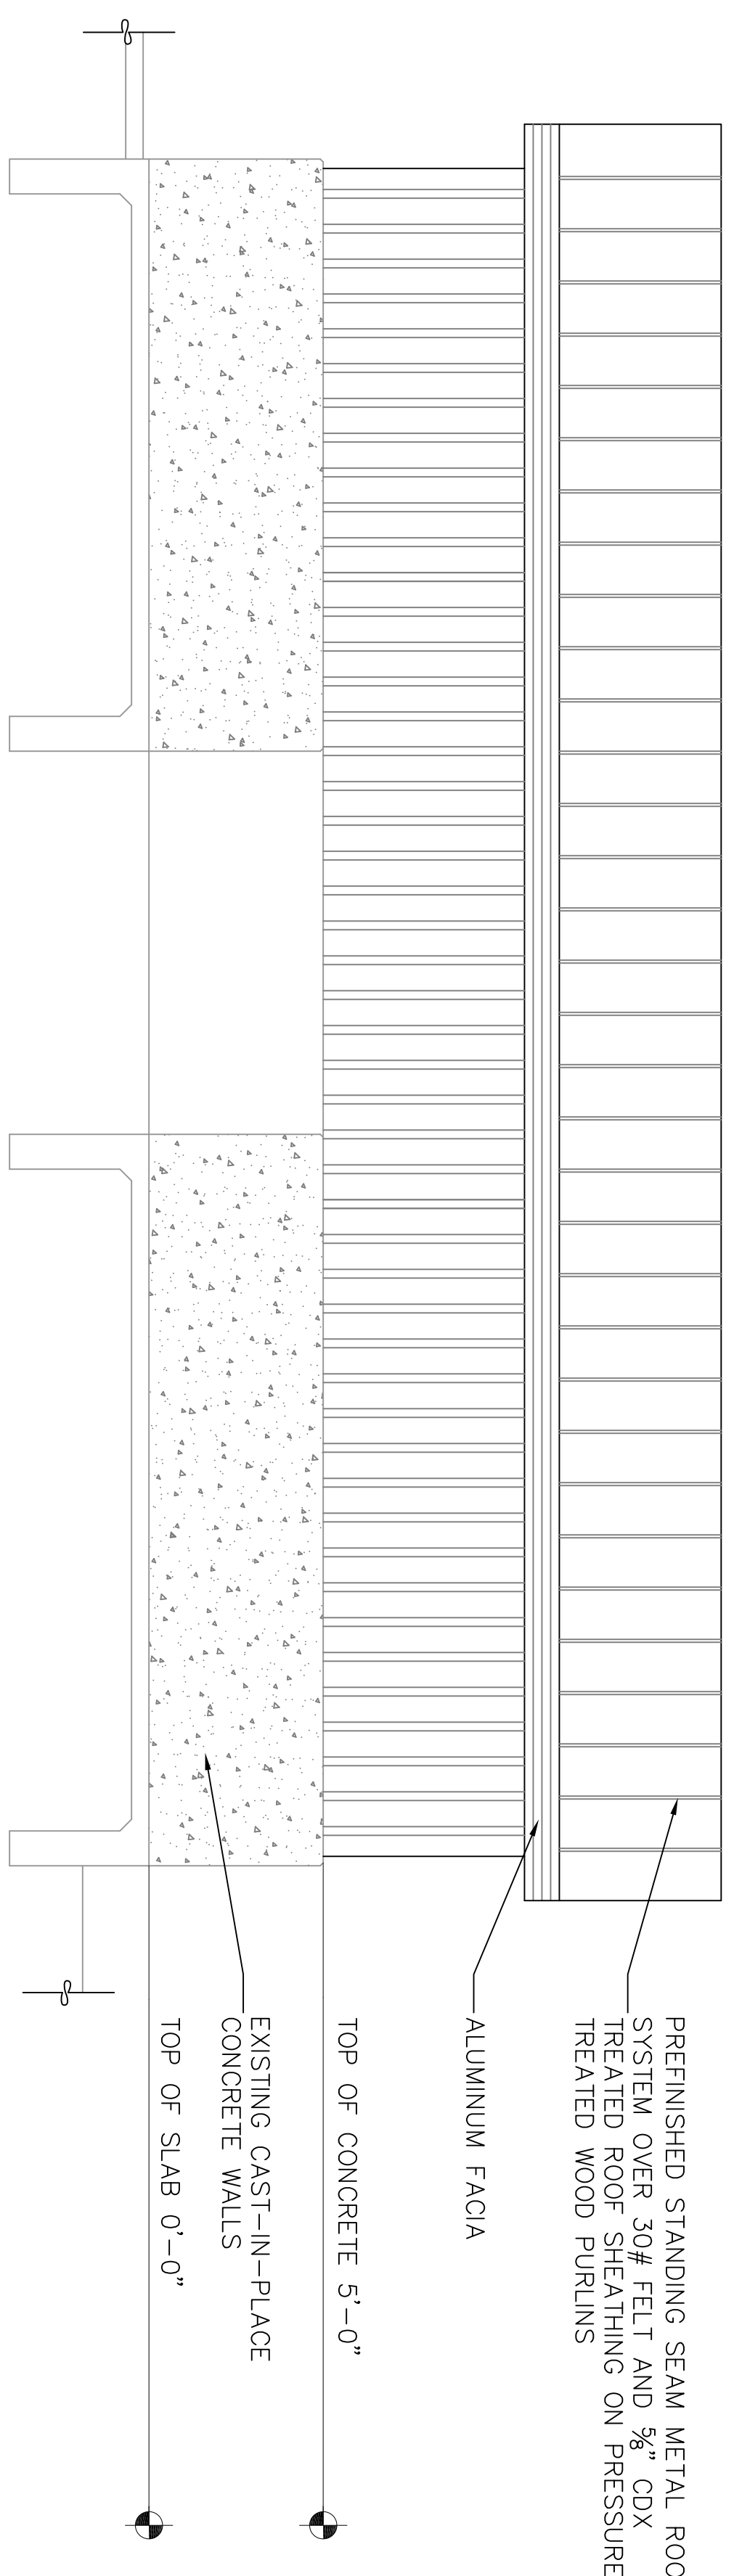 PREFINISHED STANDING SEAM METAL
SYSTEM OVER 30# FELT AND ⅝" CDX
TREATED ROOF SHEATHING ON PRESSURE
TREATED WOOD PURLINS
ALUMINUM FACIA
TOP OF CONCRETE 5'-0"
EXISTING CAST-IN-PLACE
CONCRETE WALLS
TOP OF SLAB 0'-0"